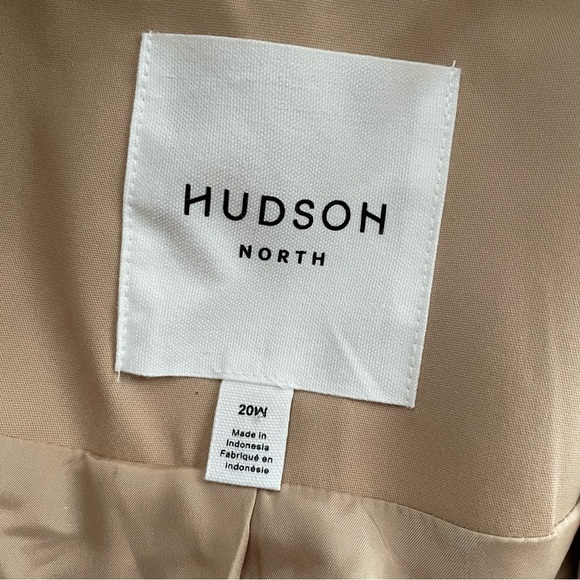 HUDSON
NORTH
20W
Made in
Indonesia
Fabriqué en
Indonésie